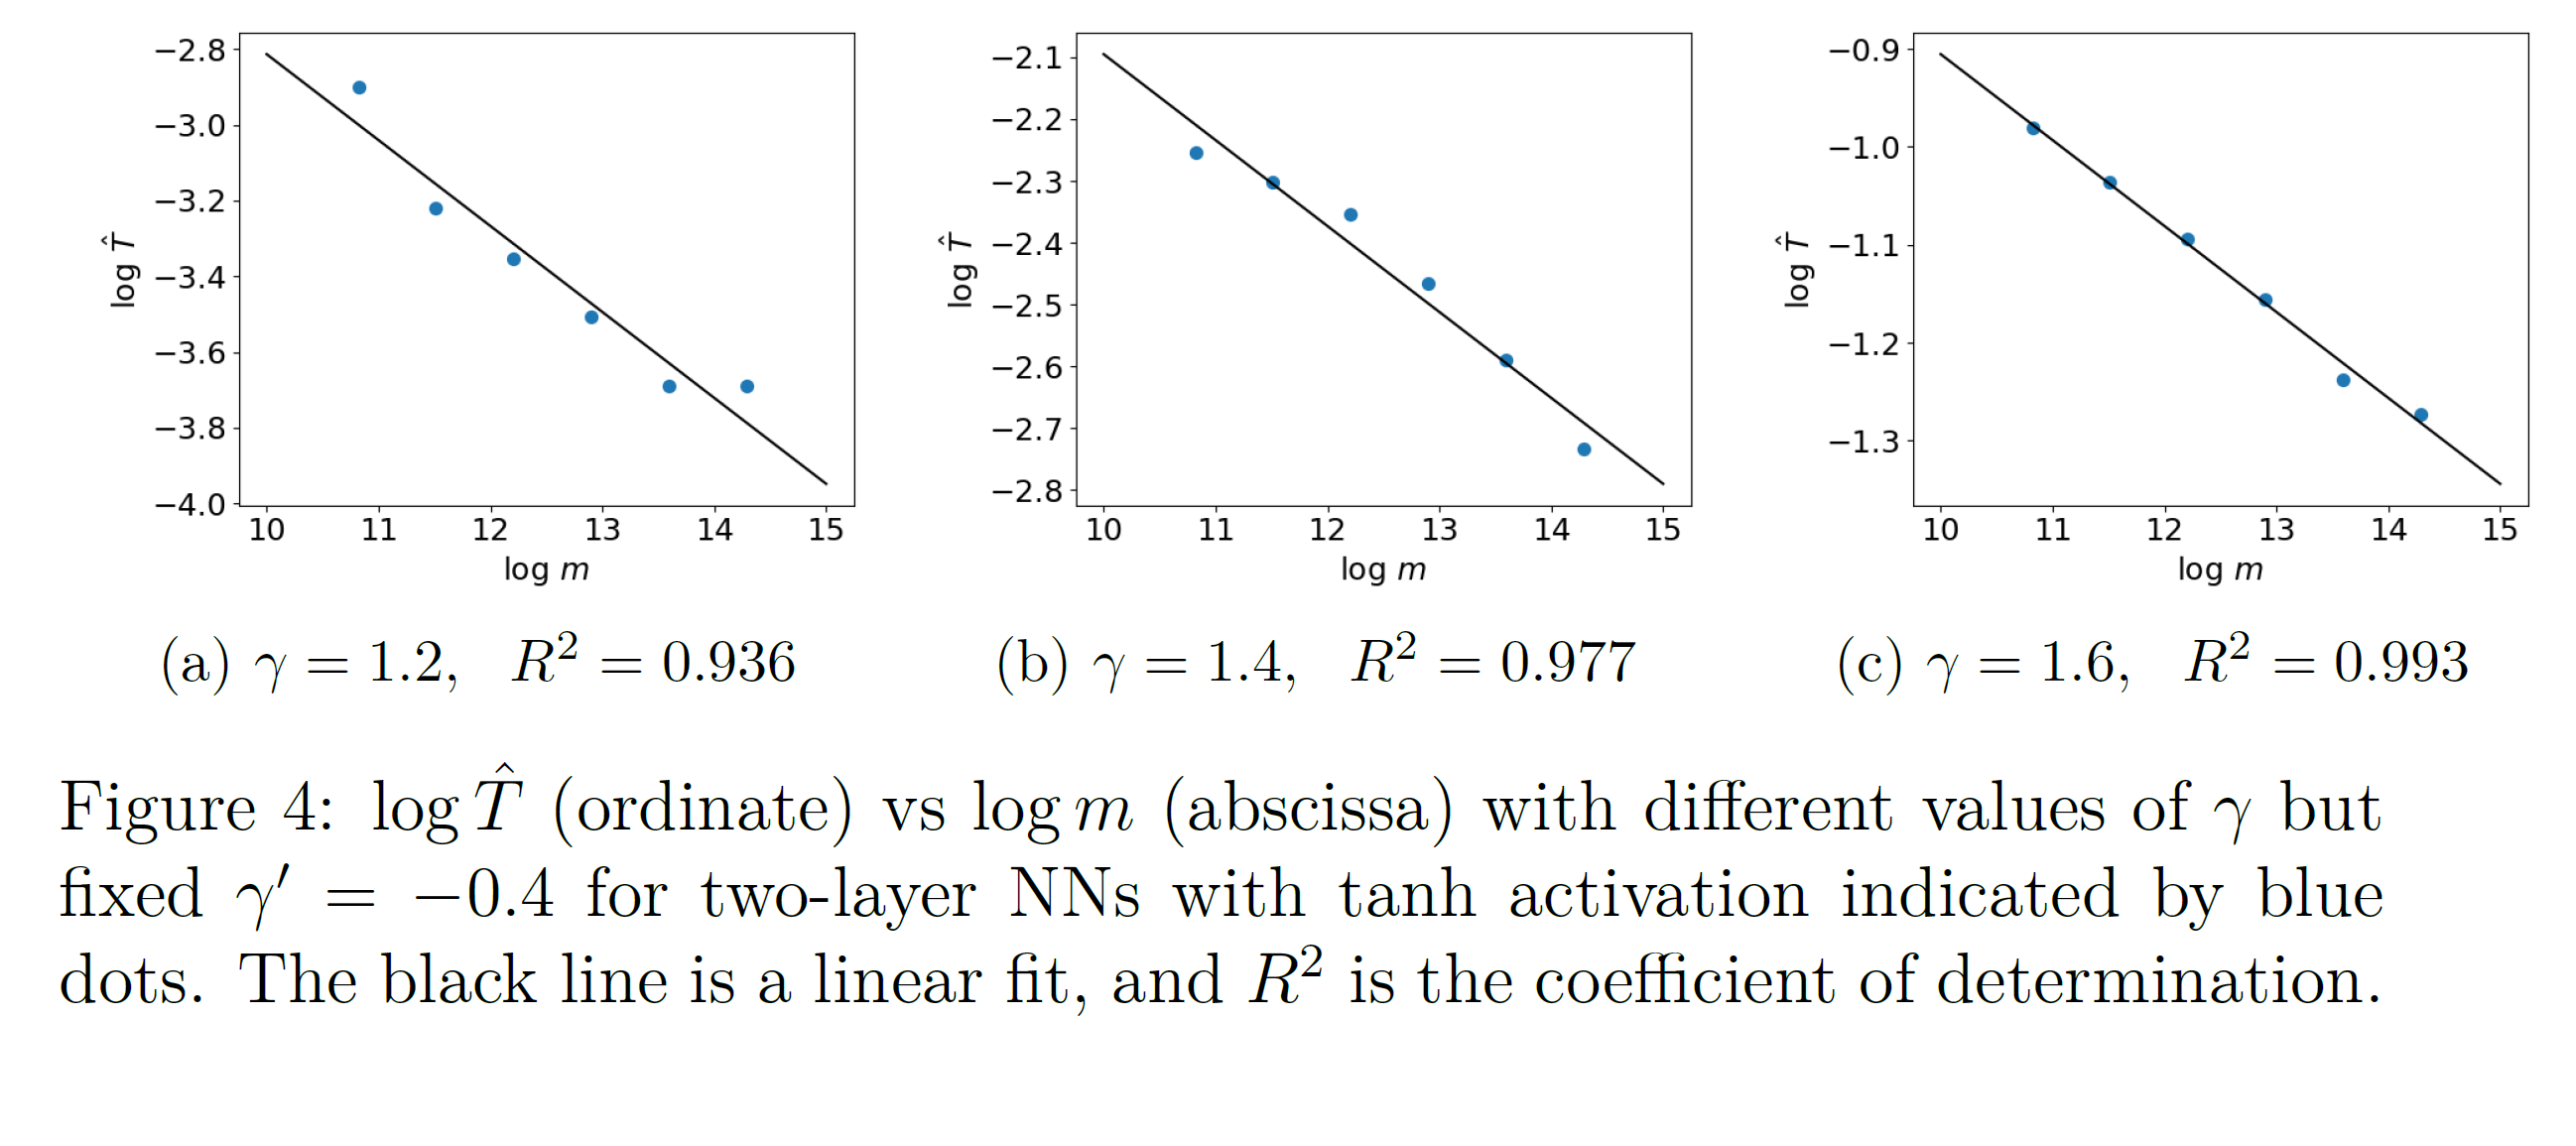 −2.8
−3.0
−3.2
−3.4
−3.6
−3.8
−4.0
log T̂
10 11 12 13 14 15
log m
−2.1
−2.2
−2.3
−2.4
−2.5
−2.6
−2.7
−2.8
log T̂
10 11 12 13 14 15
log m
−0.9
−1.0
−1.1
−1.2
−1.3
log T̂
10 11 12 13 14 15
log m
(a) γ = 1.2, R² = 0.936
(b) γ = 1.4, R² = 0.977
(c) γ = 1.6, R² = 0.993
Figure 4: log T̂ (ordinate) vs log m (abscissa) with different values of γ but
fixed γ′ = −0.4 for two-layer NNs with tanh activation indicated by blue
dots. The black line is a linear fit, and R² is the coefficient of determination.